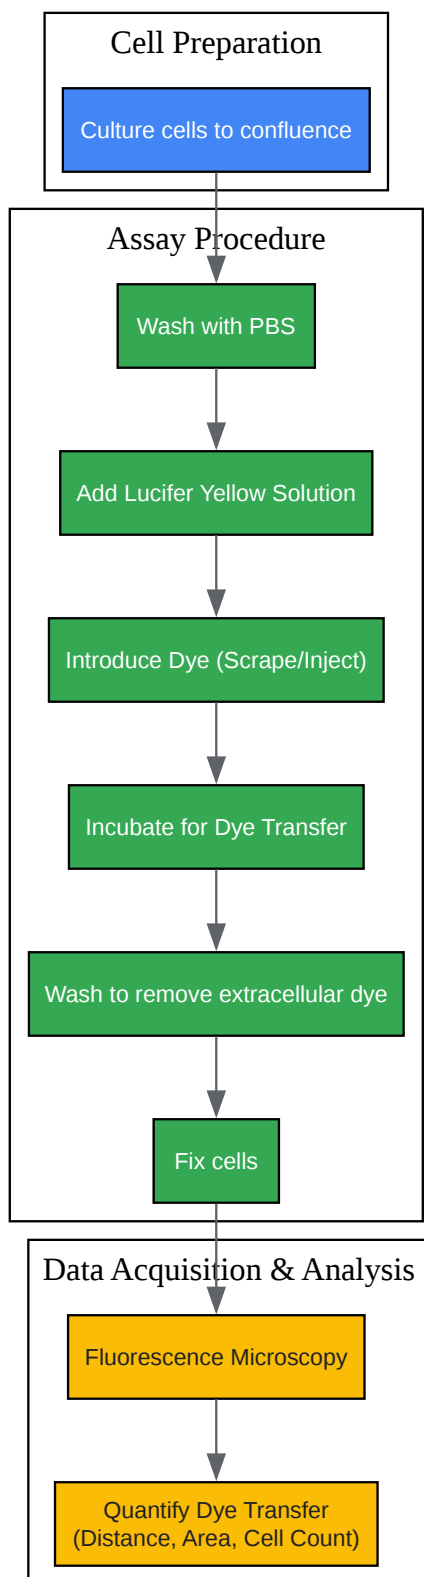 Cell Preparation
Culture cells to confluence
Assay Procedure
Wash with PBS
Add Lucifer Yellow Solution
Introduce Dye (Scrape/Inject)
Incubate for Dye Transfer
Wash to remove extracellular dye
Fix cells
Data Acquisition & Analysis
Fluorescence Microscopy
Quantify Dye Transfer
(Distance, Area, Cell Count)